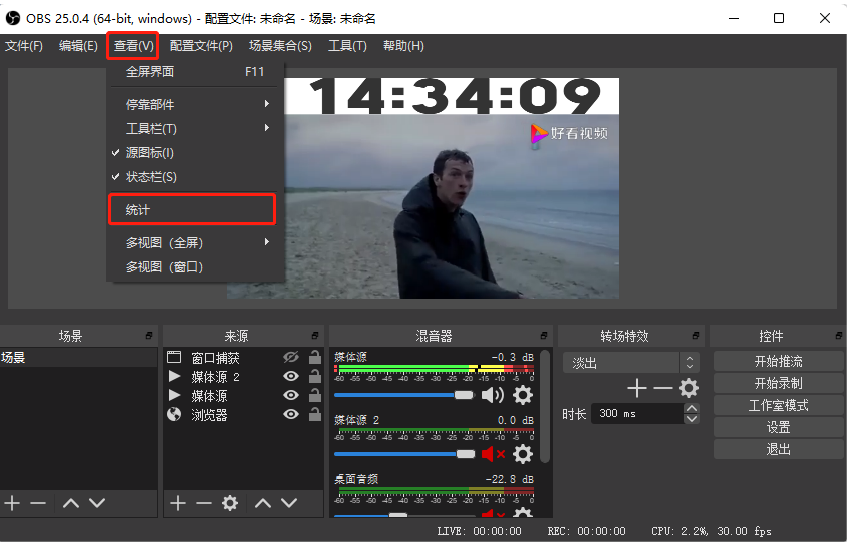 OBS 25.0.4 (64-bit, windows) - 配置文件: 未命名 - 场景: 未命名
文件(F) 编辑(E) 查看(V) 配置文件(P) 场景集合(S) 工具(T) 帮助(H)
全屏界面 F11
停靠部件
工具栏(T)
源图标(I)
状态栏(S)
统计
多视图（全屏）
多视图（窗口）
14:34:09
好看视频
场景 来源 混音器 转场特效 控件
场景
窗口捕获
媒体源 2
媒体源
浏览器
媒体源 -0.3 dB
-60 -55 -50 -45 -40 -35 -30 -25 -20 -15 -10 -5 0
媒体源 2 0.0 dB
-60 -55 -50 -45 -40 -35 -30 -25 -20 -15 -10 -5 0
桌面音频 -22.8 dB
-60 -55 -50 -45 -40 -35 -30 -25 -20 -15 -10 -5 0
淡出
时长 300 ms
开始推流
开始录制
工作室模式
设置
退出
LIVE: 00:00:00 REC: 00:00:00 CPU: 2.2%, 30.00 fps